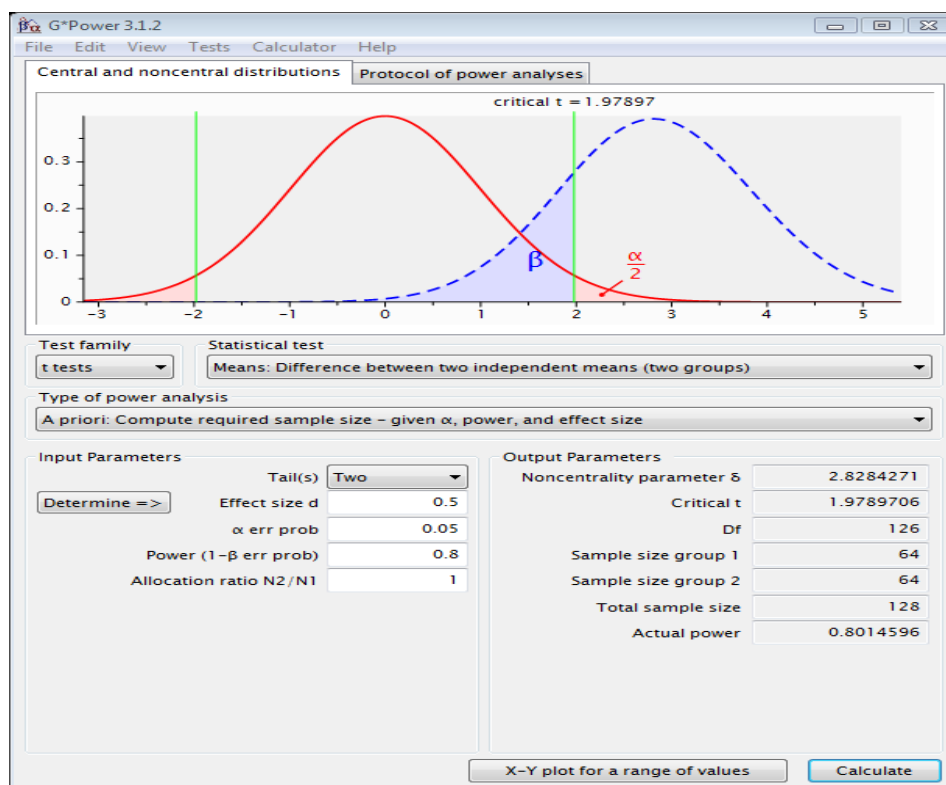 G*Power 3.1.2
File Edit View Tests Calculator Help
Central and noncentral distributions Protocol of power analyses
critical t = 1.97897
0.3
0.2
0.1
0
β
α
2
-3 -2 -1 0 1 2 3 4 5
Test family Statistical test
t tests Means: Difference between two independent means (two groups)
Type of power analysis
A priori: Compute required sample size – given α, power, and effect size
Input Parameters
Tail(s) Two
Determine => Effect size d 0.5
α err prob 0.05
Power (1-β err prob) 0.8
Allocation ratio N2/N1 1
Output Parameters
Noncentrality parameter δ 2.8284271
Critical t 1.9789706
Df 126
Sample size group 1 64
Sample size group 2 64
Total sample size 128
Actual power 0.8014596
X-Y plot for a range of values Calculate